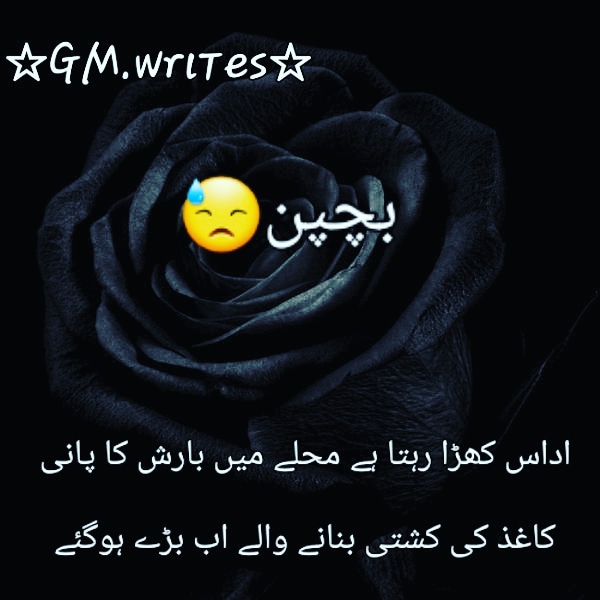 ☆GM.wrıтes☆
بچپن😓
اداس کھڑا رہتا ہے محلے میں بارش کا پانی
کاغذ کی کشتی بنانے والے اب بڑے ہوگئے